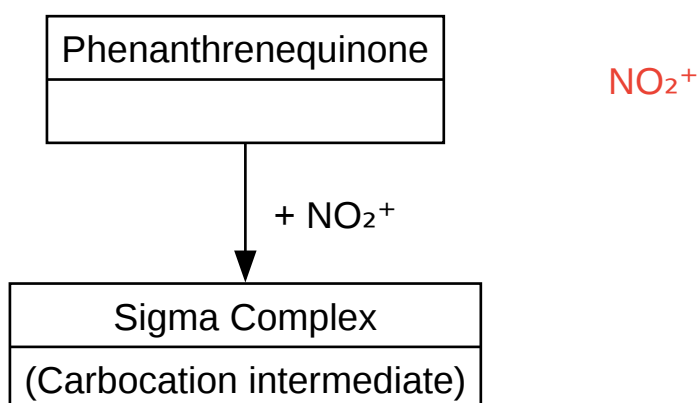 Phenanthrenequinone
NO₂⁺
+ NO₂⁺
Sigma Complex
(Carbocation intermediate)